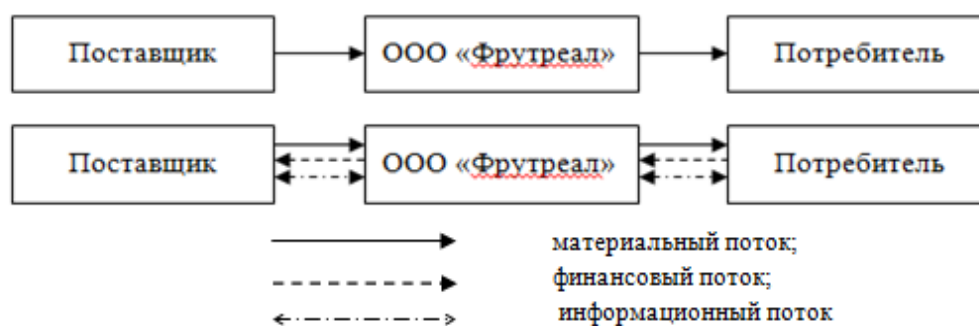 Поставщик ООО «Фрутреал» Потребитель
Поставщик ООО «Фрутреал» Потребитель
материальный поток;
финансовый поток;
информационный поток